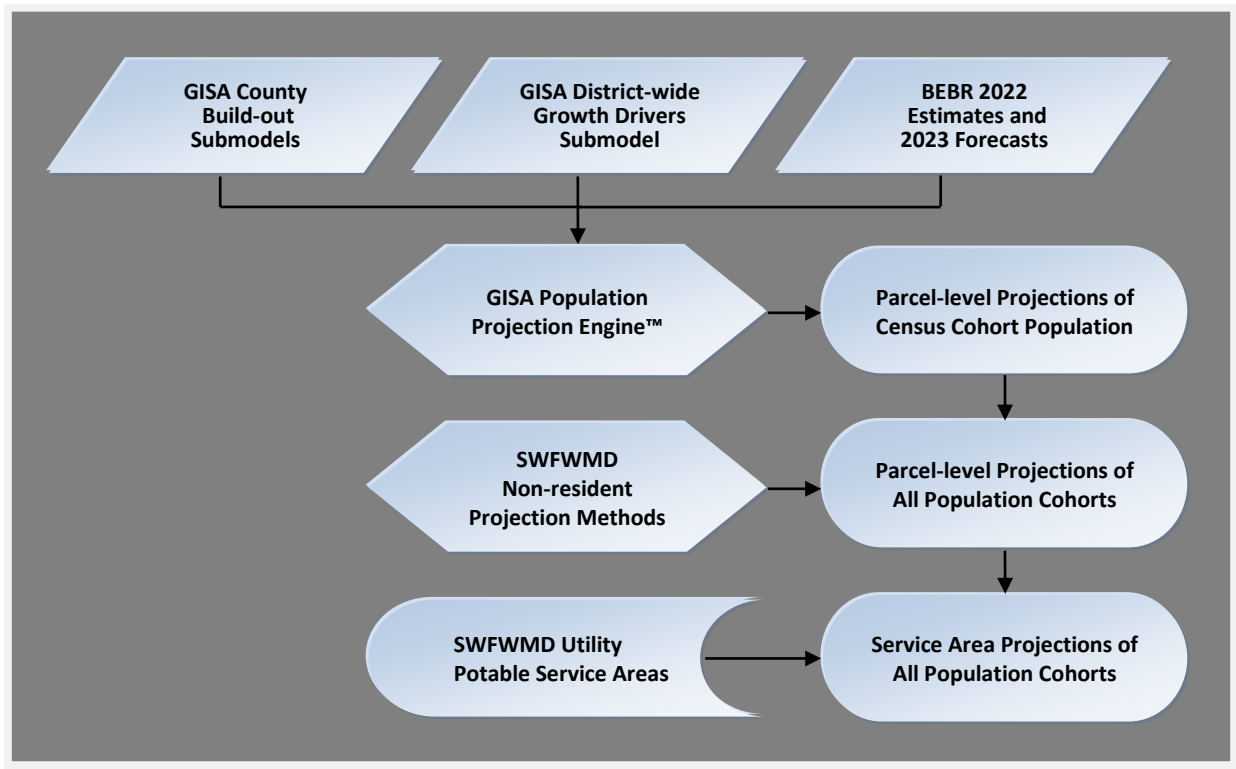 GISA County
Build-out
Submodels
GISA District-wide
Growth Drivers
Submodel
BEBR 2022
Estimates and
2023 Forecasts
GISA Population
Projection Engine™
Parcel-level Projections of
Census Cohort Population
SWFWMD
Non-resident
Projection Methods
Parcel-level Projections of
All Population Cohorts
SWFWMD Utility
Potable Service Areas
Service Area Projections of
All Population Cohorts